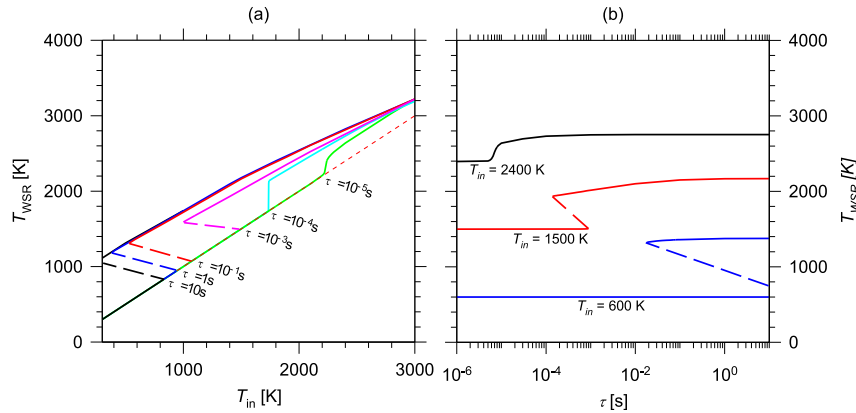 (a)
(b)
4000
3000
2000
1000
0
T_WSR [K]
τ =10^-5s
τ =10^-4s
τ =10^-3s
τ =10^-1s
τ =1s
τ =10s
1000
2000
3000
T_in [K]
T_in = 2400 K
T_in = 1500 K
T_in = 600 K
4000
3000
2000
1000
0
T_WSR [K]
10^-6
10^-4
10^-2
10^0
τ [s]